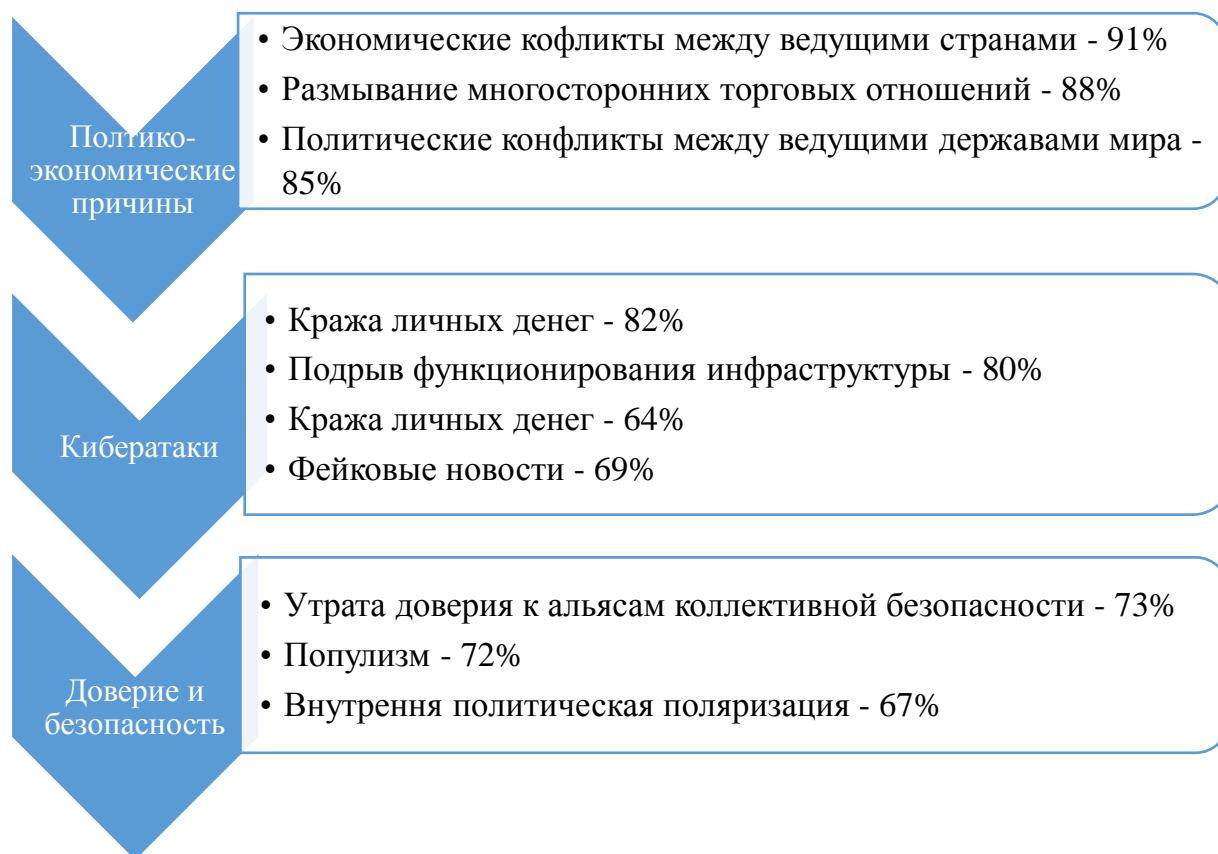 Полтико-
экономические
причины
• Экономические кофликты между ведущими странами - 91%
• Размывание многосторонних торговых отношений - 88%
• Политические конфликты между ведущими державами мира -
85%
Кибератаки
• Кража личных денег - 82%
• Подрыв функционирования инфраструктуры - 80%
• Кража личных денег - 64%
• Фейковые новости - 69%
Доверие и
безопасность
• Утрата доверия к альясам коллективной безопасности - 73%
• Популизм - 72%
• Внутрення политическая поляризация - 67%